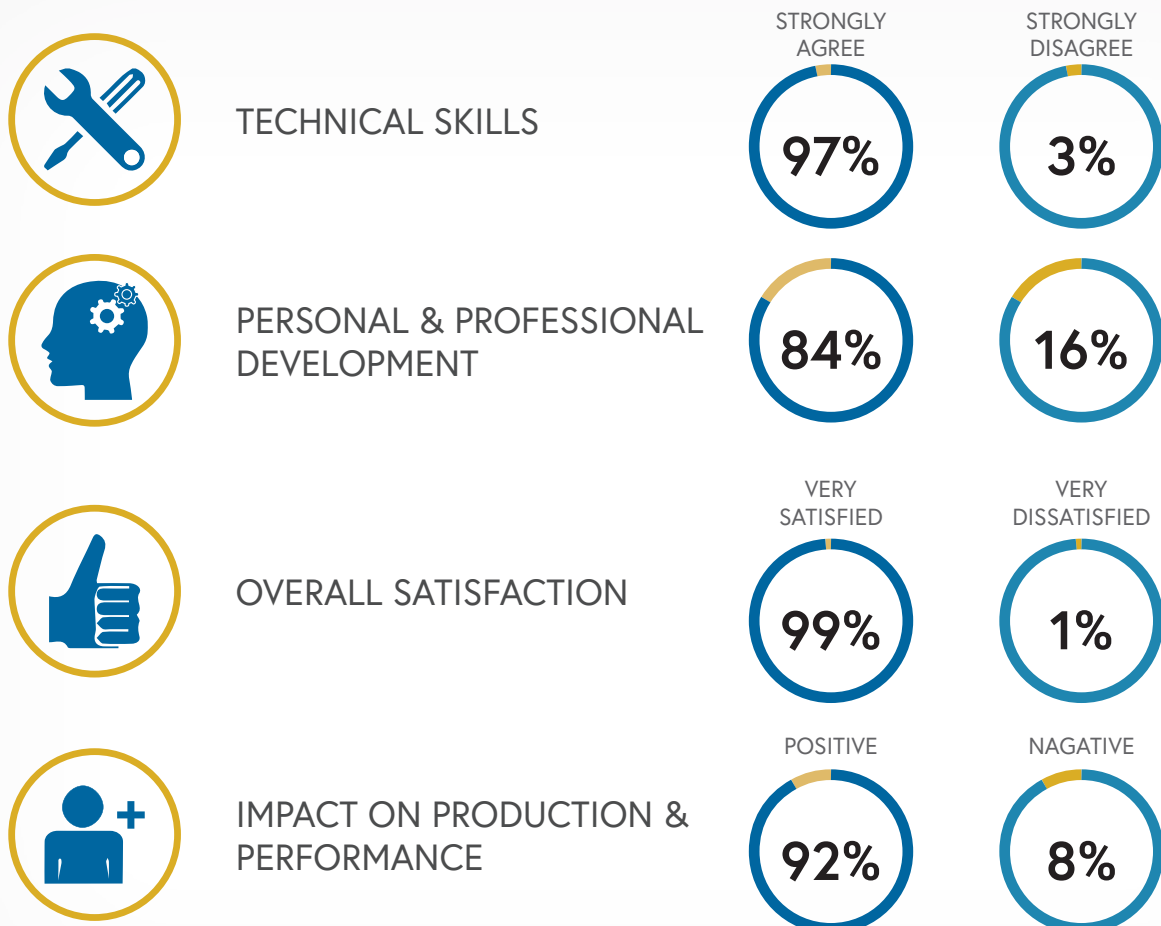 STRONGLY
AGREE
STRONGLY
DISAGREE
TECHNICAL SKILLS
97%
3%
PERSONAL & PROFESSIONAL
DEVELOPMENT
84%
16%
VERY
SATISFIED
VERY
DISSATISFIED
OVERALL SATISFACTION
99%
1%
POSITIVE
NAGATIVE
IMPACT ON PRODUCTION &
PERFORMANCE
92%
8%